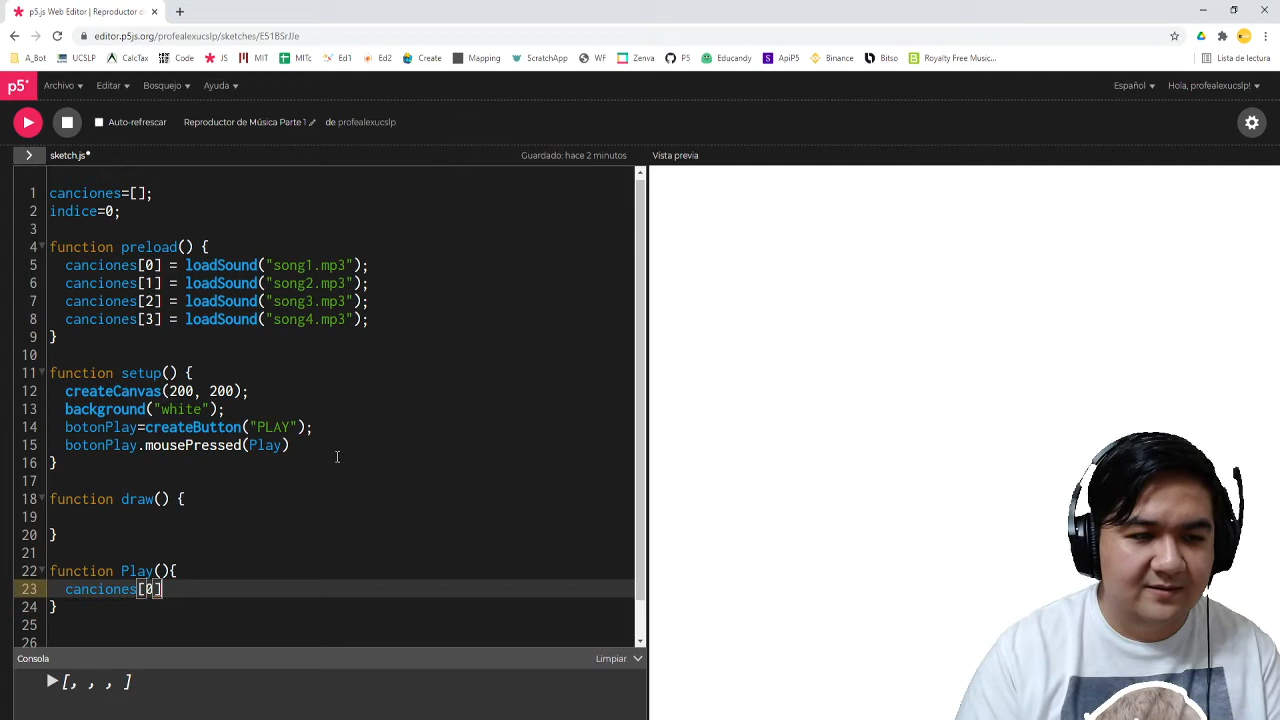 p5.js Web Editor | Reproductor de
editor.p5js.org/profealexucslp/sketches/E51BSrJJe
A_Bot UCSLP CalcTax Code JS MIT MITc Ed1 Ed2 Create Mapping ScratchApp WF Zenva P5 Educandy ApiP5 Binance Bitso Royalty Free Music... Lista de lectura
p5* Archivo Editar Bosquejo Ayuda Español Hola, profealexucslp!
Auto-refrescar Reproductor de Música Parte 1 de profealexucslp
sketch.js Guardado: hace 2 minutos Vista previa
1 canciones=[];
2 indice=0;
3
4 function preload() {
5 canciones[0] = loadSound("song1.mp3");
6 canciones[1] = loadSound("song2.mp3");
7 canciones[2] = loadSound("song3.mp3");
8 canciones[3] = loadSound("song4.mp3");
9 }
10
11 function setup() {
12 createCanvas(200, 200);
13 background("white");
14 botonPlay=createButton("PLAY");
15 botonPlay.mousePressed(Play)
16 }
17
18 function draw() {
19
20 }
21
22 function Play(){
23 canciones[0]
24 }
25
26
Consola Limpiar
[, , , ]